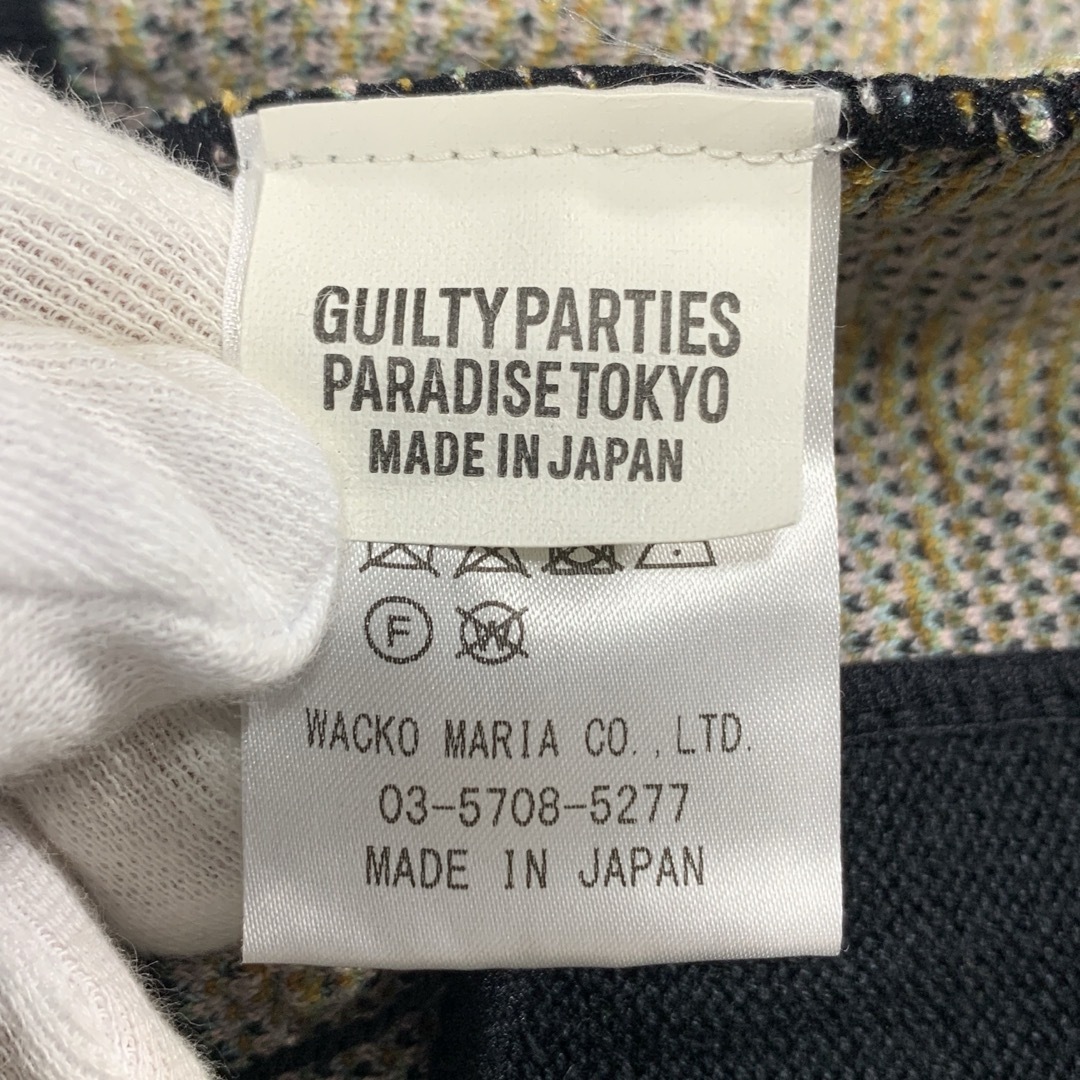 GUILTY PARTIES
PARADISE TOKYO
MADE IN JAPAN
F W
WACKO MARIA CO.,LTD.
03-5708-5277
MADE IN JAPAN